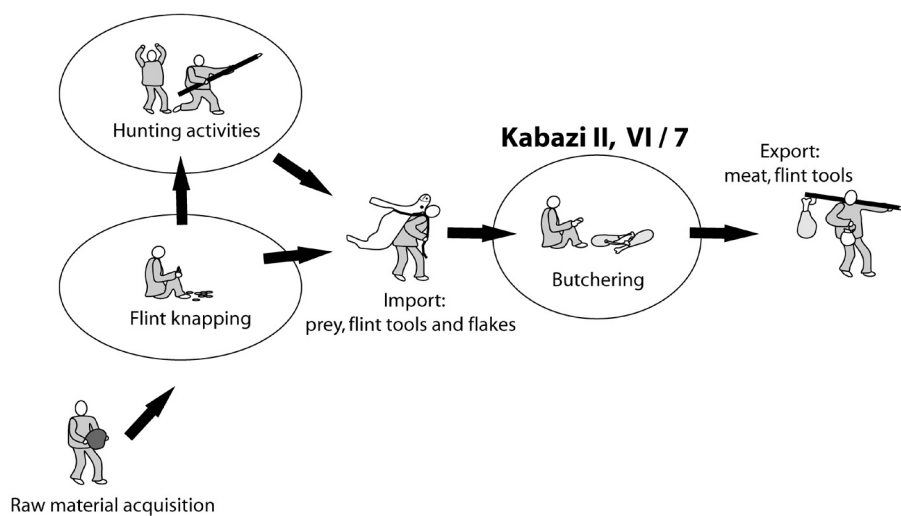 Hunting activities
Kabazi II, VI / 7
Export:
meat, flint tools
Flint knapping
Import:
prey, flint tools and flakes
Butchering
Raw material acquisition